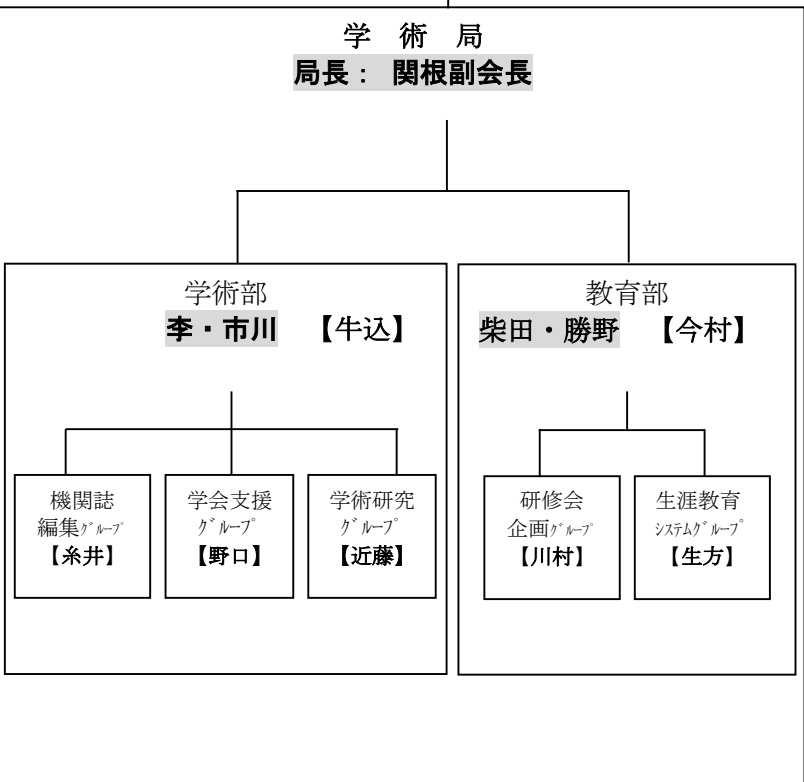 学 術 局
局長： 関根副会長
学術部
李・市川 【牛込】
教育部
柴田・勝野 【今村】
機関誌
編集ｸﾞﾙｰﾌﾟ
【糸井】
学会支援
ｸﾞﾙｰﾌﾟ
【野口】
学術研究
ｸﾞﾙｰﾌﾟ
【近藤】
研修会
企画ｸﾞﾙｰﾌﾟ
【川村】
生涯教育
ｼｽﾃﾑｸﾞﾙｰﾌﾟ
【生方】